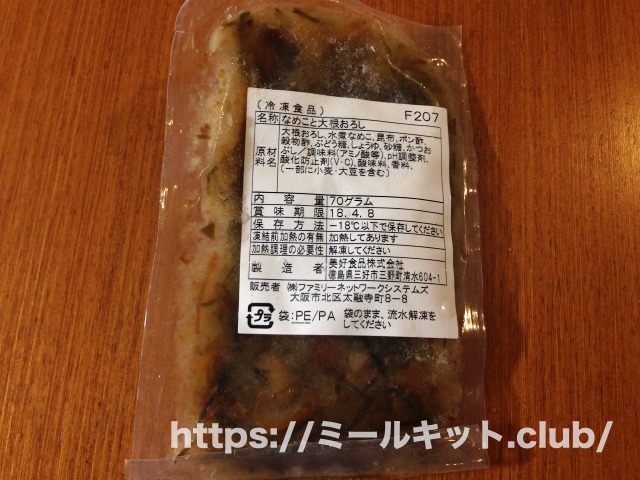 (冷凍食品)
F207
名称 なめこと大根おろし
原材料名 大根おろし、水煮なめこ、昆布、ポン酢、
穀物酢、ぶどう糖、しょうゆ、砂糖、かつお
ぶし／調味料(アミノ酸等)、pH調整剤、
酸化防止剤(V・C)、酸味料、香料、
(一部に小麦・大豆を含む)
内容量 70グラム
賞味期限 18.4.8
保存方法 -18℃以下で保存してください
凍結前加熱の有無 加熱してあります
加熱調理の必要性 解凍してください
製造者 美好食品株式会社
徳島県三好市三野町清水604-1
販売者 ㈱ファミリーネットワークシステムズ
大阪市北区太融寺町8-8
プラ 袋:PE/PA 袋のまま、流水解凍を
してください
https://ミールキット.club/